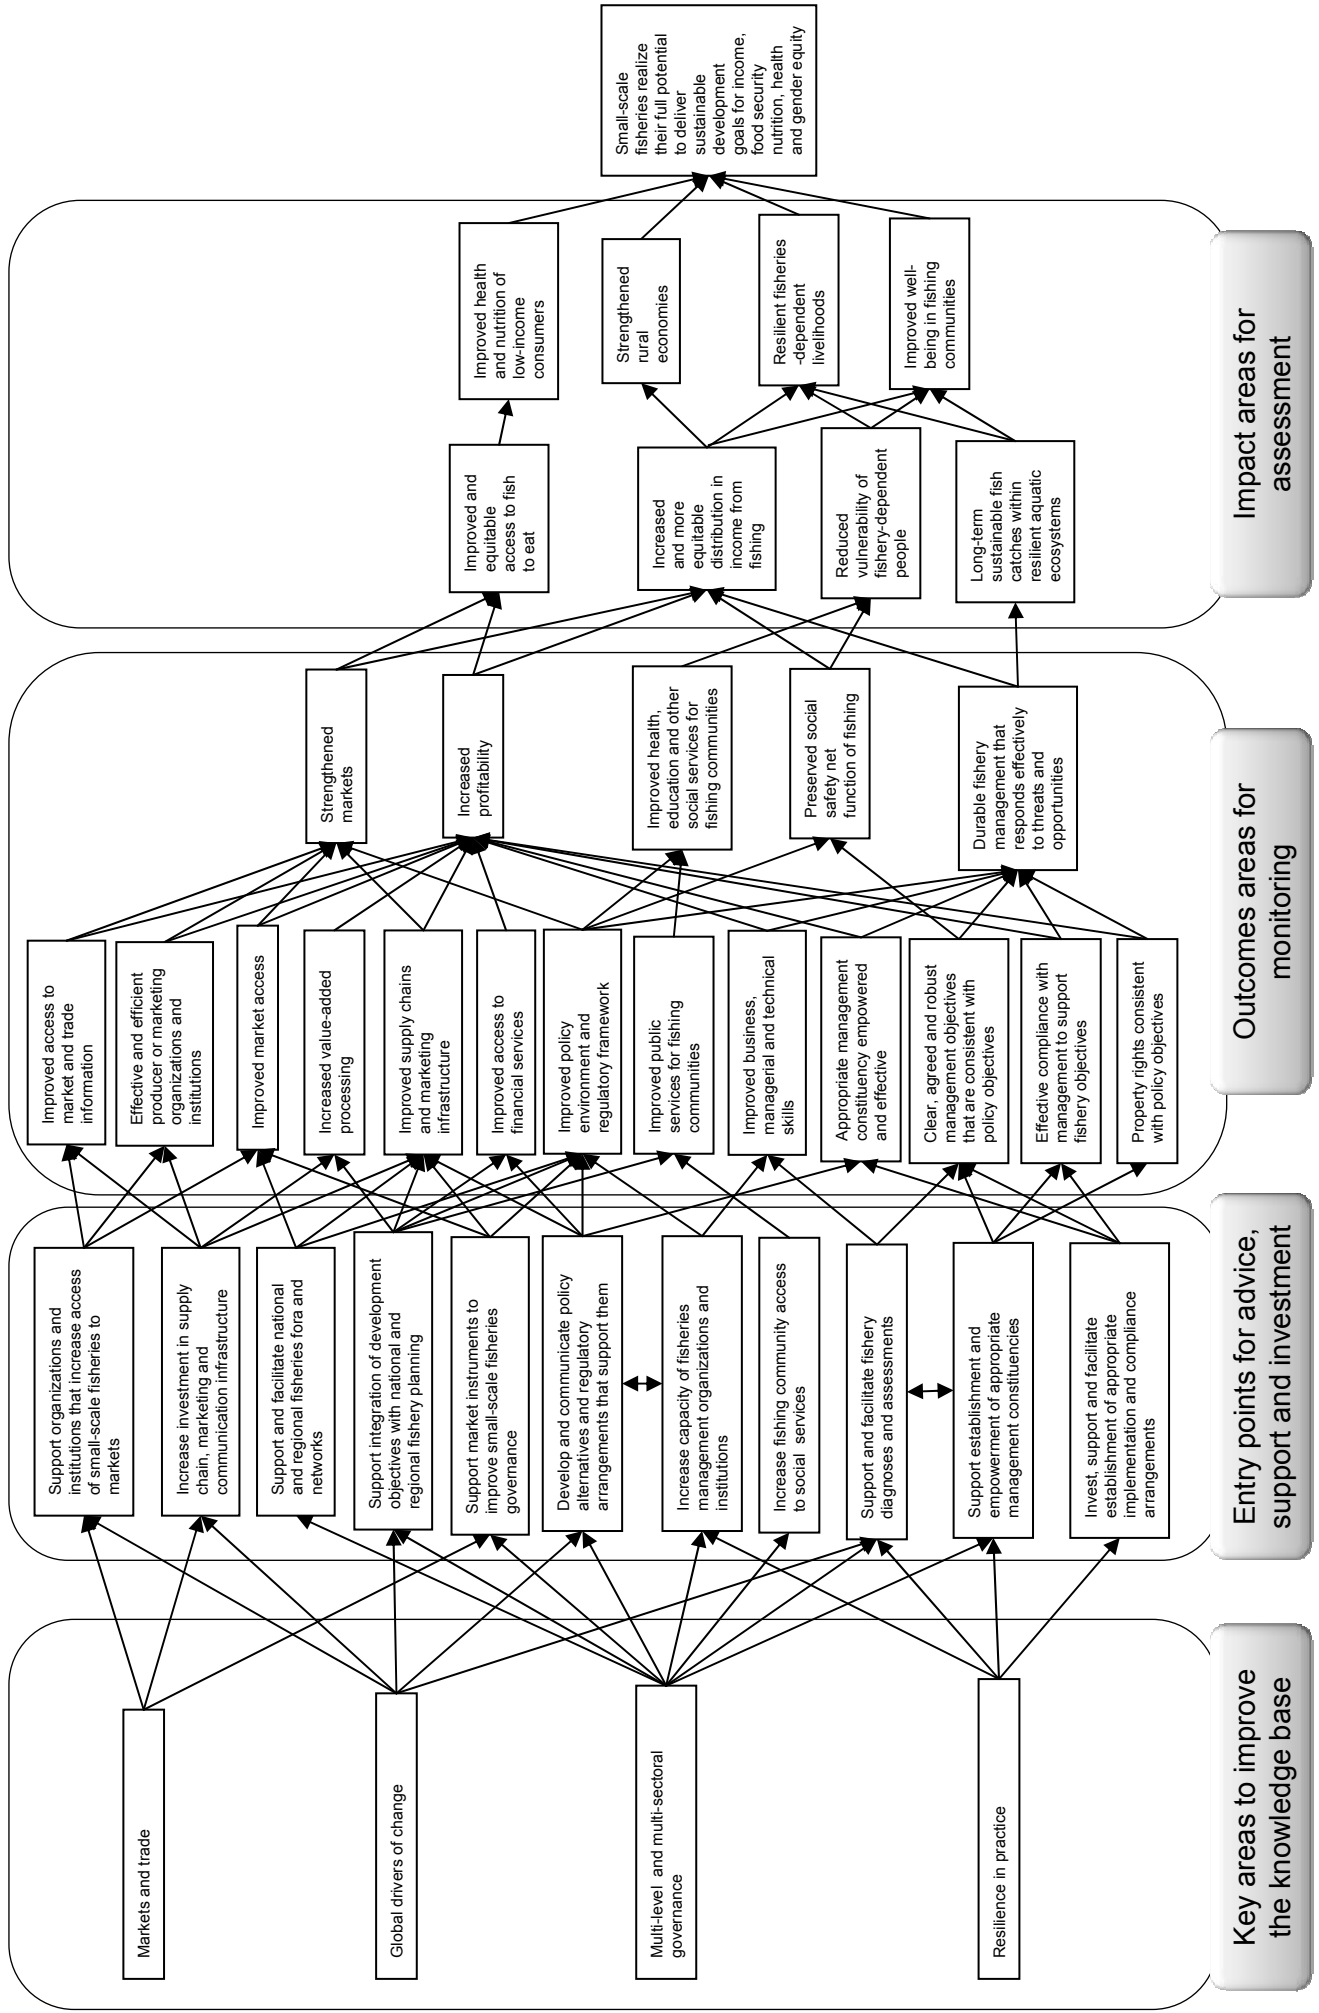 Key areas to improve
the knowledge base
Markets and trade
Global drivers of change
Multi-level and multi-sectoral
governance
Resilience in practice
Entry points for advice,
support and investment
Support organizations and
institutions that increase access
of small-scale fisheries to
markets
Increase investment in supply
chain, marketing and
communication infrastructure
Support and facilitate national
and regional fisheries fora and
networks
Support integration of development
objectives with national and
regional fishery planning
Support market instruments to
improve small-scale fisheries
governance
Develop and communicate policy
alternatives and regulatory
arrangements that support them
Increase capacity of fisheries
management organizations and
institutions
Increase fishing community access
to social services
Support and facilitate fishery
diagnoses and assessments
Support establishment and
empowerment of appropriate
management constituencies
Invest, support and facilitate
establishment of appropriate
implementation and compliance
arrangements
Outcomes areas for
monitoring
Improved access to
market and trade
information
Effective and efficient
producer or marketing
organizations and
institutions
Improved market access
Increased value-added
processing
Improved supply chains
and marketing
infrastructure
Improved access to
financial services
Improved policy
environment and
regulatory framework
Improved public
services for fishing
communities
Improved business,
managerial and technical
skills
Appropriate management
constituency empowered
and effective
Clear, agreed and robust
management objectives
that are consistent with
policy objectives
Effective compliance with
management to support
fishery objectives
Property rights consistent
with policy objectives
Strengthened
markets
Increased
profitability
Improved health,
education and other
social services for
fishing communities
Preserved social
safety net
function of fishing
Durable fishery
management that
responds effectively
to threats and
opportunities
Impact areas for
assessment
Improved and
equitable
access to fish
to eat
Increased
and more
equitable
distribution in
income from
fishing
Reduced
vulnerability of
fishery-dependent
people
Long-term
sustainable fish
catches within
resilient aquatic
ecosystems
Improved health
and nutrition of
low-income
consumers
Strengthened
rural
economies
Resilient fisheries
-dependent
livelihoods
Improved well-
being in fishing
communities
Small-scale
fisheries realize
their full potential
to deliver
sustainable
development
goals for income,
food security
nutrition, health
and gender equity